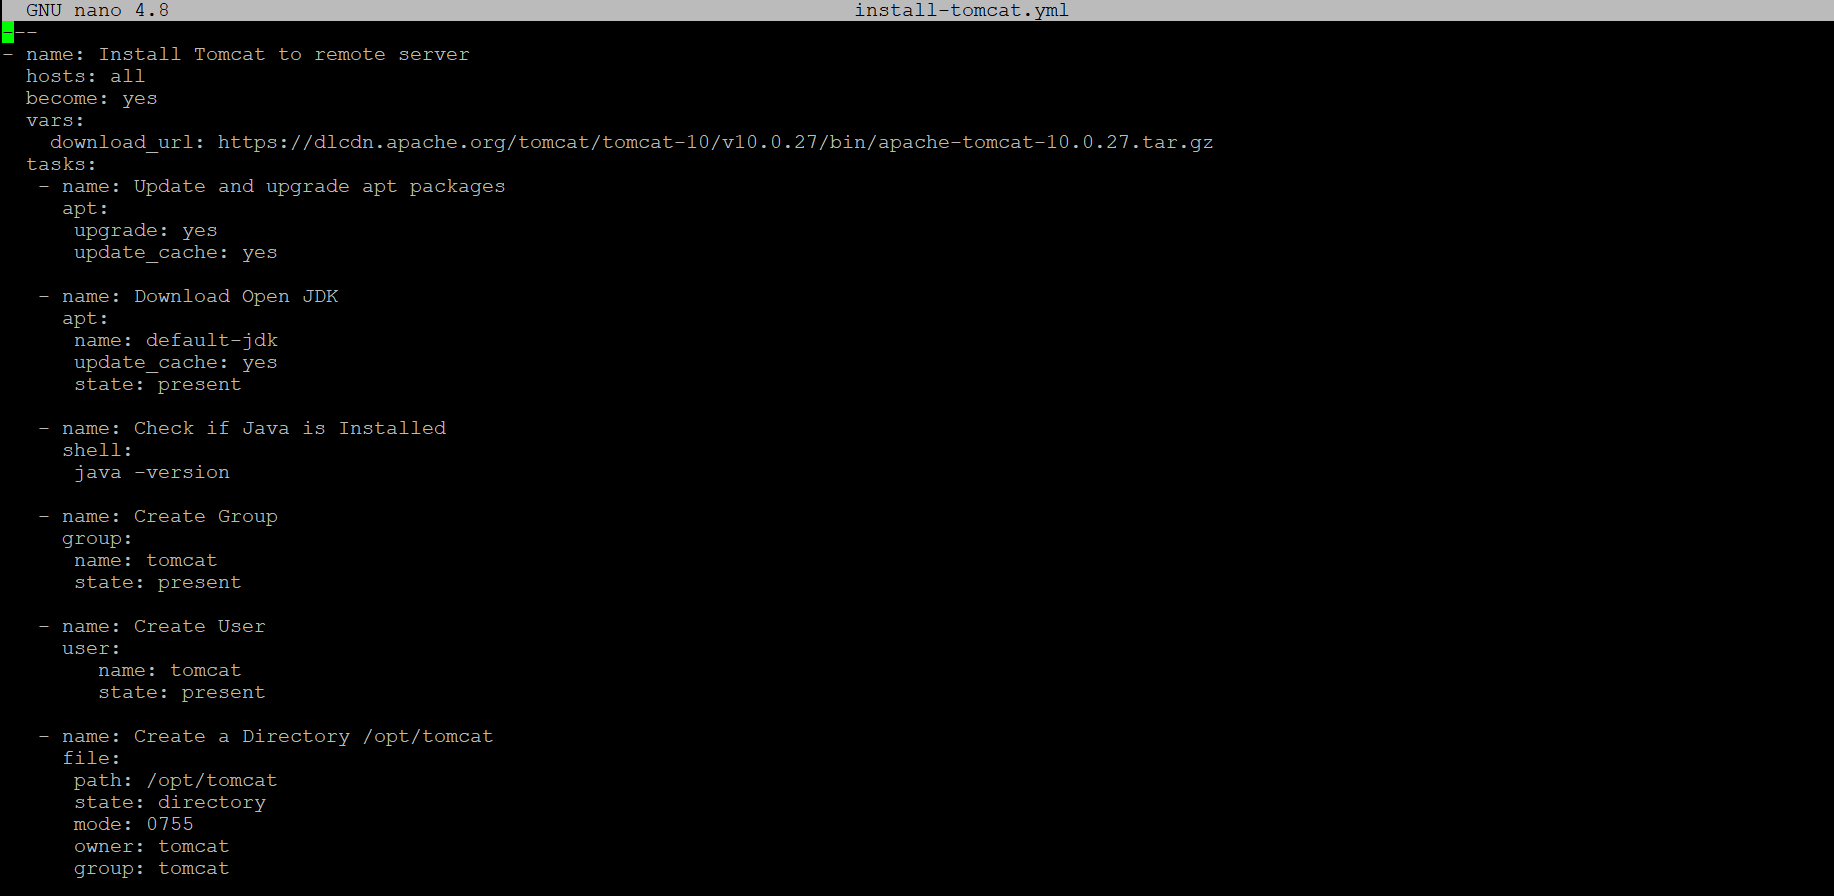 GNU nano 4.8 install-tomcat.yml
---
- name: Install Tomcat to remote server
  hosts: all
  become: yes
  vars:
    download_url: https://dlcdn.apache.org/tomcat/tomcat-10/v10.0.27/bin/apache-tomcat-10.0.27.tar.gz
  tasks:
   - name: Update and upgrade apt packages
     apt:
      upgrade: yes
      update_cache: yes

   - name: Download Open JDK
     apt:
      name: default-jdk
      update_cache: yes
      state: present

   - name: Check if Java is Installed
     shell:
      java -version

   - name: Create Group
     group:
      name: tomcat
      state: present

   - name: Create User
     user:
        name: tomcat
        state: present

   - name: Create a Directory /opt/tomcat
     file:
      path: /opt/tomcat
      state: directory
      mode: 0755
      owner: tomcat
      group: tomcat